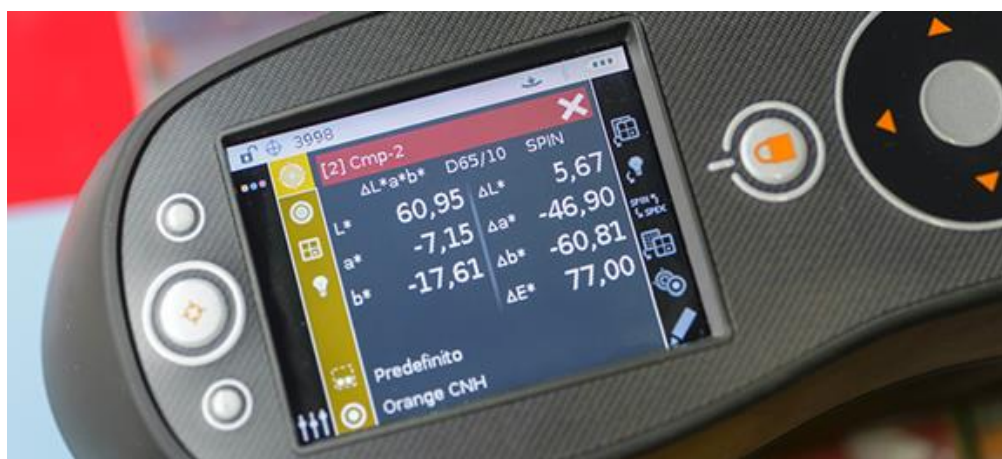 3998
[2] Cmp-2
ΔL*a*b* D65/10 SPIN
L* 60,95 ΔL* 5,67
a* -7,15 Δa* -46,90
b* -17,61 Δb* -60,81
ΔE* 77,00
SPIN
SPEX
Predefinito
Orange CNH